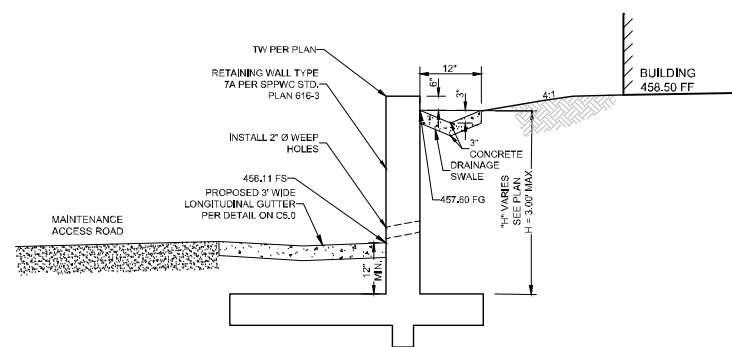 TW PER PLAN
RETAINING WALL TYPE
7A PER SPPWC STD.
PLAN 616-3
INSTALL 2" Ø WEEP
HOLES
456.11 FS
PROPOSED 3' WIDE
LONGITUDINAL GUTTER
PER DETAIL ON C5.0
MAINTENANCE
ACCESS ROAD
12"
MIN.
12"
6"
3"
3"
4:1
BUILDING
458.50 FF
CONCRETE
DRAINAGE
SWALE
457.60 FG
"H" VARIES
SEE PLAN
H = 3.00' MAX.